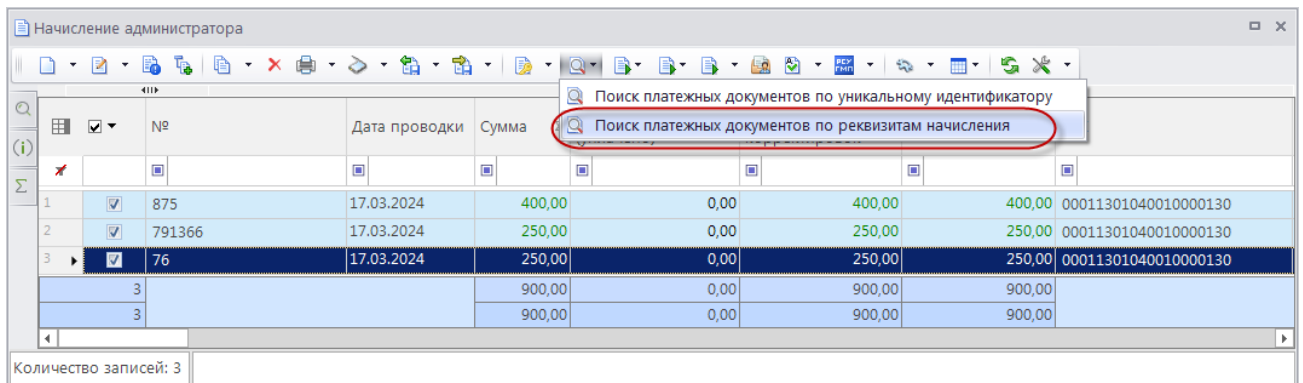 Начисление администратора
РСУ
ГМП
Поиск платежных документов по уникальному идентификатору
Поиск платежных документов по реквизитам начисления
№ Дата проводки Сумма
1 875 17.03.2024 400,00 0,00 400,00 400,00 00011301040010000130
2 791366 17.03.2024 250,00 0,00 250,00 250,00 00011301040010000130
3 76 17.03.2024 250,00 0,00 250,00 250,00 00011301040010000130
3 900,00 0,00 900,00 900,00
3 900,00 0,00 900,00 900,00
Количество записей: 3